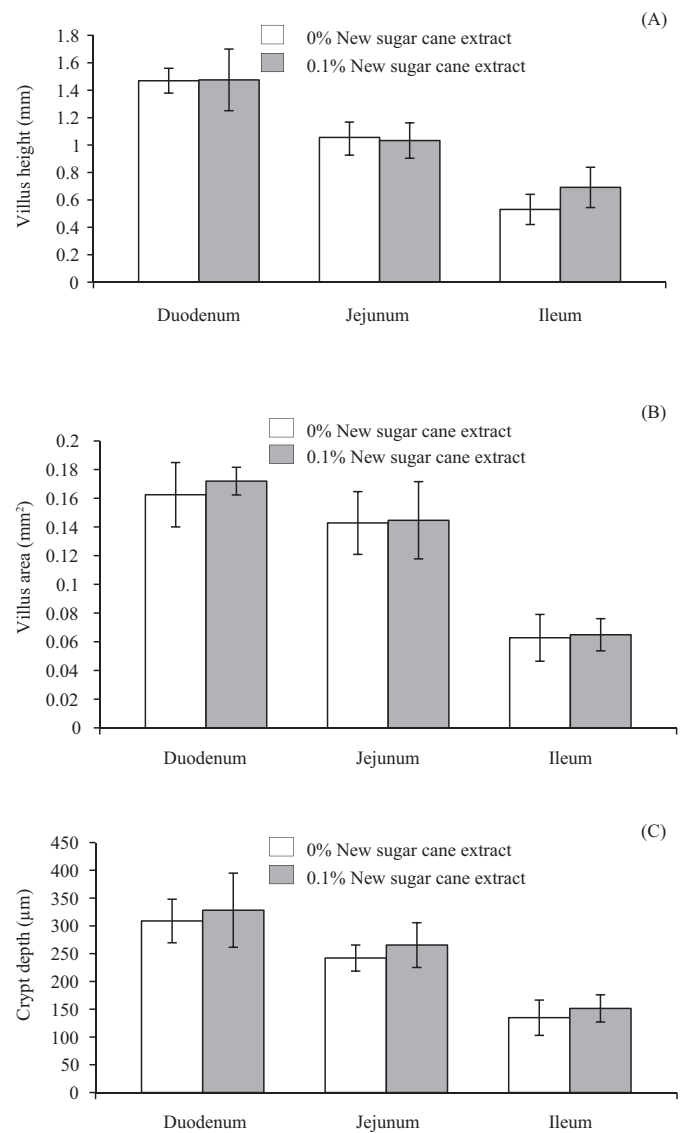 (A)
0% New sugar cane extract
0.1% New sugar cane extract
Villus height (mm)
1.8
1.6
1.4
1.2
1
0.8
0.6
0.4
0.2
0
Duodenum Jejunum Ileum
(B)
0% New sugar cane extract
0.1% New sugar cane extract
Villus area (mm²)
0.2
0.18
0.16
0.14
0.12
0.1
0.08
0.06
0.04
0.02
0
Duodenum Jejunum Ileum
(C)
0% New sugar cane extract
0.1% New sugar cane extract
Crypt depth (µm)
450
400
350
300
250
200
150
100
50
0
Duodenum Jejunum Ileum